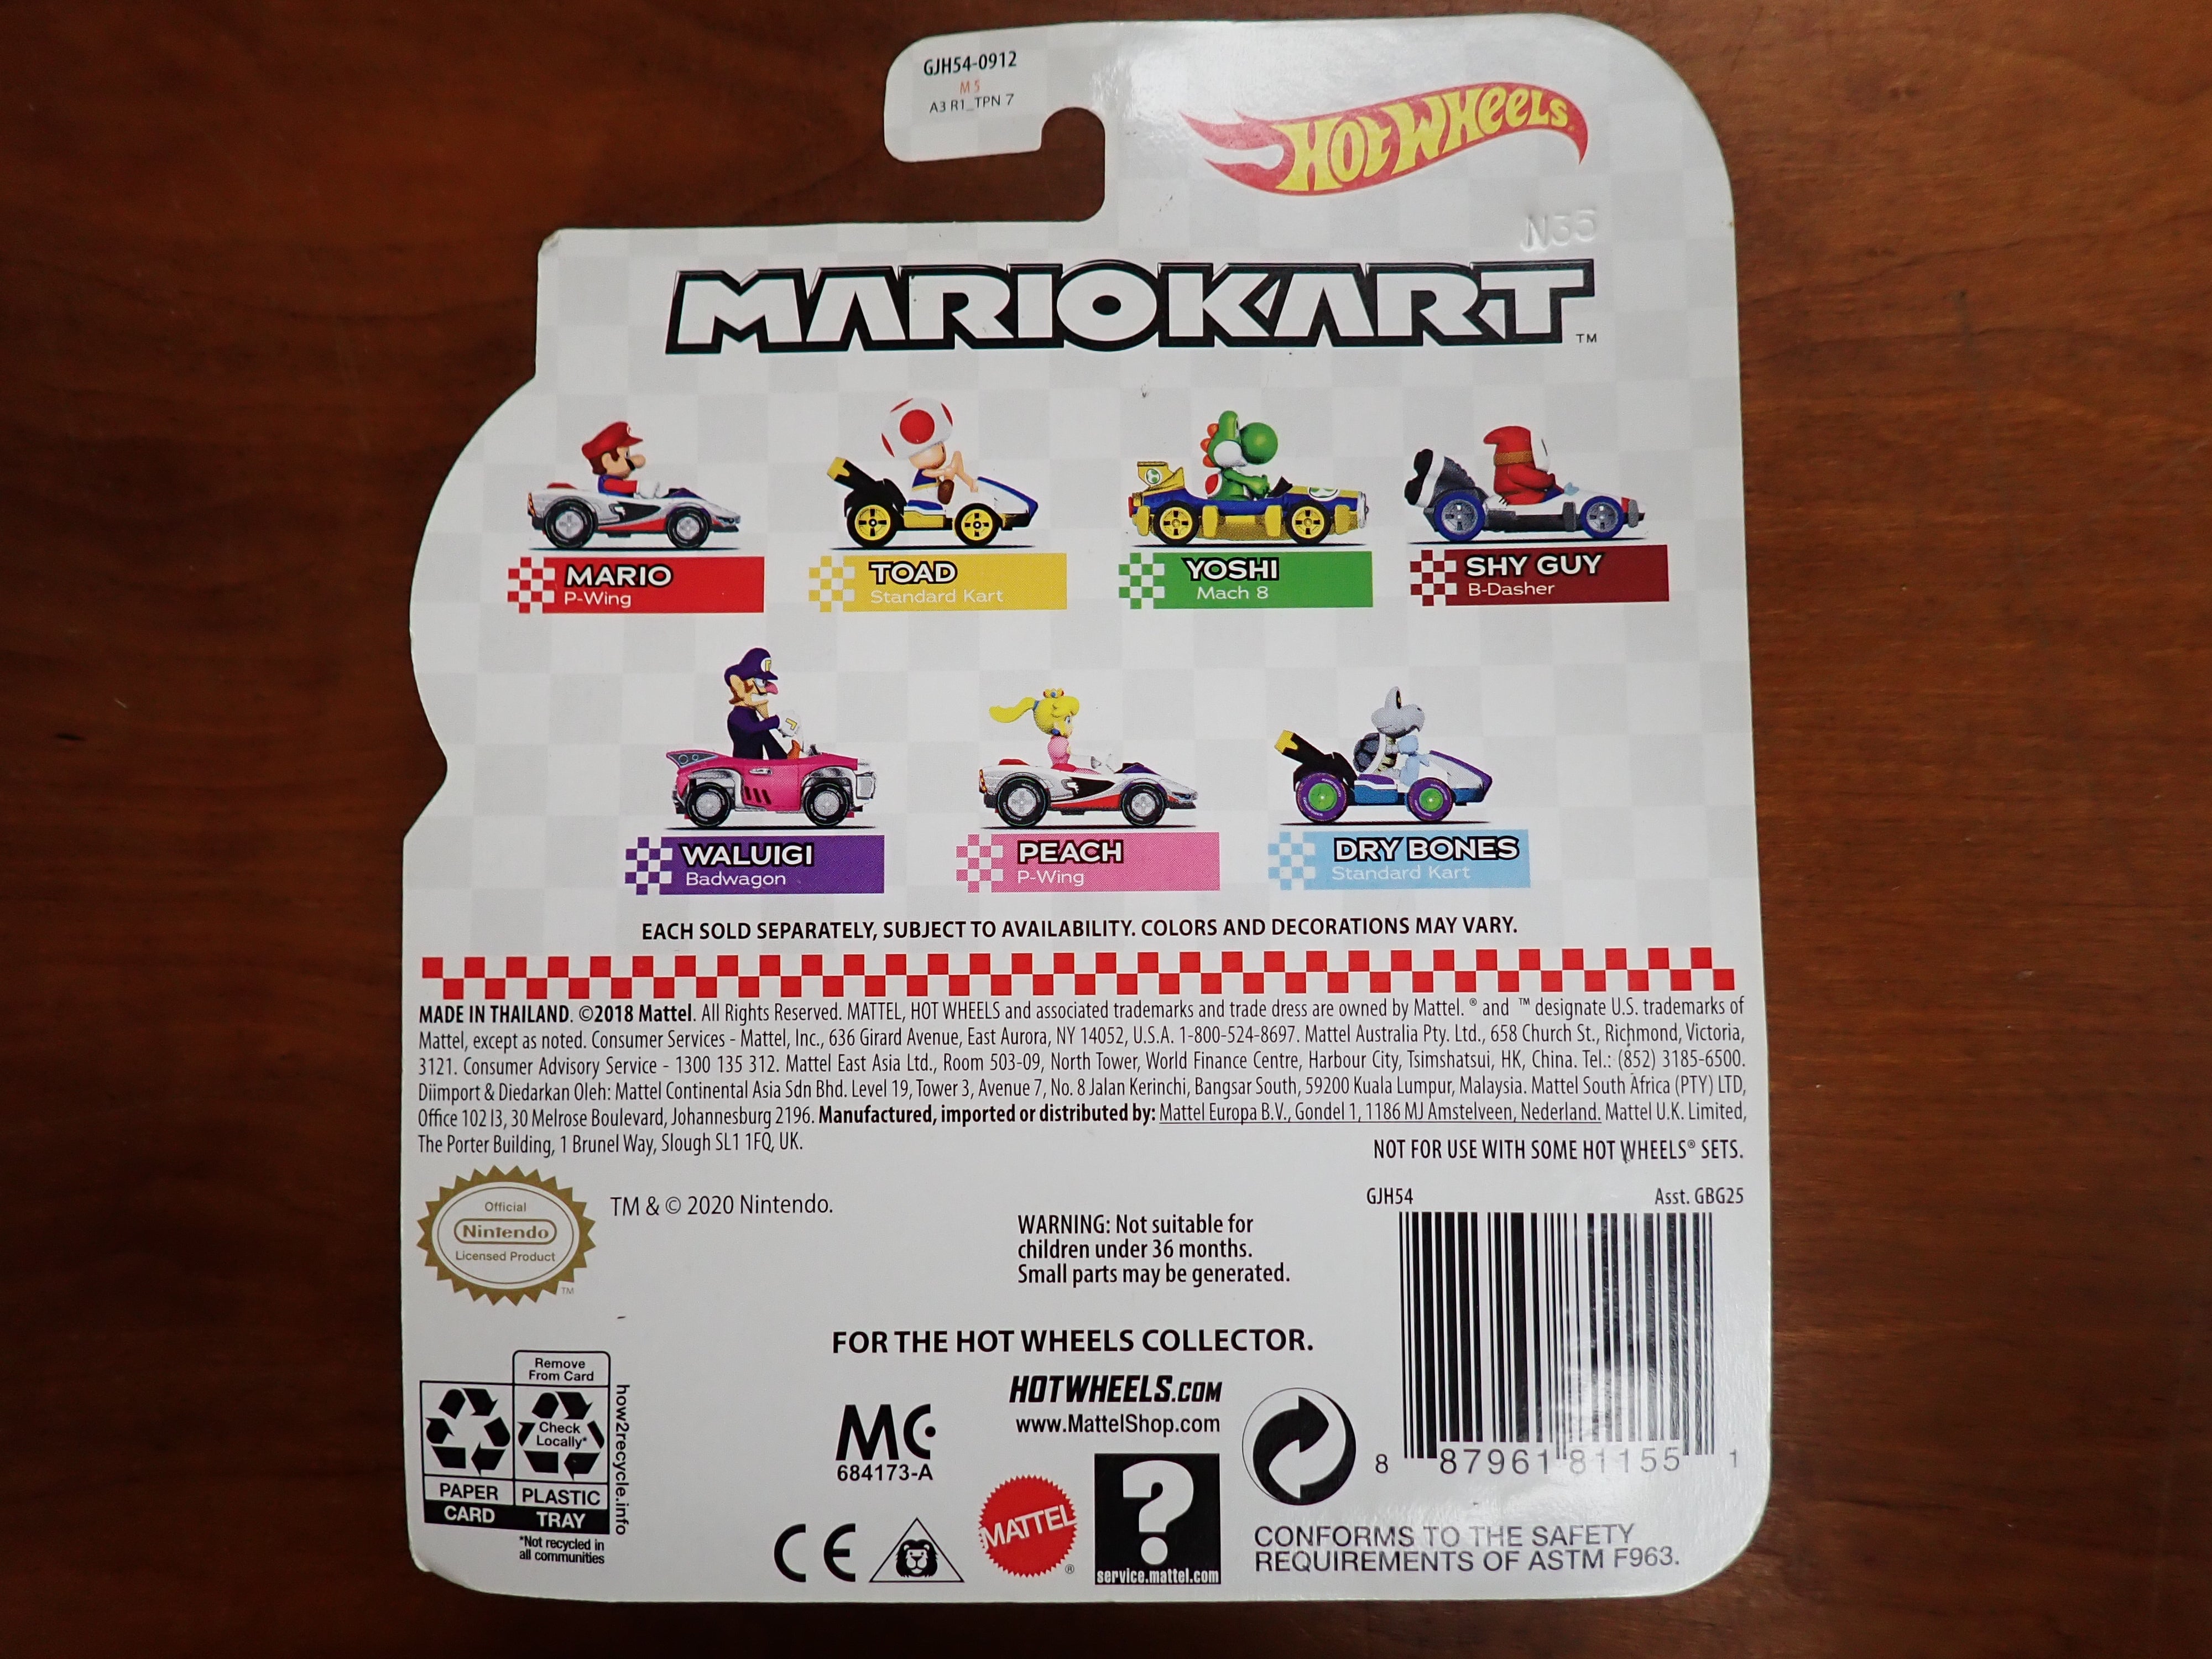 GJH54-0912
M 5
A3 R1_TPN 7
HOT WHEELS
N35
MARIOKART™
MARIO
P-Wing
TOAD
Standard Kart
YOSHI
Mach 8
SHY GUY
B-Dasher
WALUIGI
Badwagon
PEACH
P-Wing
DRY BONES
Standard Kart
EACH SOLD SEPARATELY, SUBJECT TO AVAILABILITY. COLORS AND DECORATIONS MAY VARY.
MADE IN THAILAND. ©2018 Mattel. All Rights Reserved. MATTEL, HOT WHEELS and associated trademarks and trade dress are owned by Mattel. ® and ™ designate U.S. trademarks of
Mattel, except as noted. Consumer Services - Mattel, Inc., 636 Girard Avenue, East Aurora, NY 14052, U.S.A. 1-800-524-8697. Mattel Australia Pty. Ltd., 658 Church St., Richmond, Victoria,
3121. Consumer Advisory Service - 1300 135 312. Mattel East Asia Ltd., Room 503-09, North Tower, World Finance Centre, Harbour City, Tsimshatsui, HK, China. Tel.: (852) 3185-6500.
Diimport & Diedarkan Oleh: Mattel Continental Asia Sdn Bhd. Level 19, Tower 3, Avenue 7, No. 8 Jalan Kerinchi, Bangsar South, 59200 Kuala Lumpur, Malaysia. Mattel South Africa (PTY) LTD,
Office 102 I3, 30 Melrose Boulevard, Johannesburg 2196. Manufactured, imported or distributed by: Mattel Europa B.V., Gondel 1, 1186 MJ Amstelveen, Nederland. Mattel U.K. Limited,
The Porter Building, 1 Brunel Way, Slough SL1 1FQ, UK.
NOT FOR USE WITH SOME HOT WHEELS® SETS.
Official
Nintendo
Licensed Product
TM
TM & © 2020 Nintendo.
WARNING: Not suitable for
children under 36 months.
Small parts may be generated.
GJH54 Asst. GBG25
8 87961 81155 1
FOR THE HOT WHEELS COLLECTOR.
HOTWHEELS.COM
www.MattelShop.com
Remove
From Card
Check
Locally*
PAPER
CARD
PLASTIC
TRAY
how2recycle.info
*Not recycled in
all communities
MC
684173-A
CE
MATTEL®
?
service.mattel.com
CONFORMS TO THE SAFETY
REQUIREMENTS OF ASTM F963.